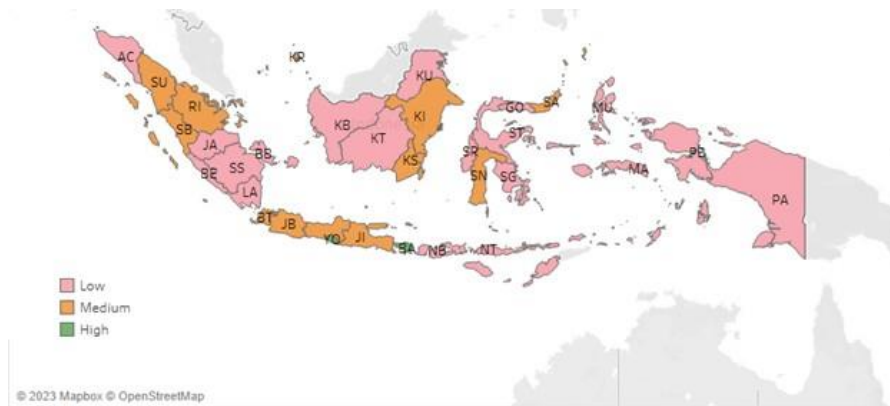 AC
SU
RI
KR
SB
JA
BB
BE
SS
LA
BT
JB
YO
JI
BA
NB
NT
KB
KT
KU
KI
KS
GO
SA
ST
SR
SN
SG
MU
MA
PB
PA
Low
Medium
High
© 2023 Mapbox © OpenStreetMap